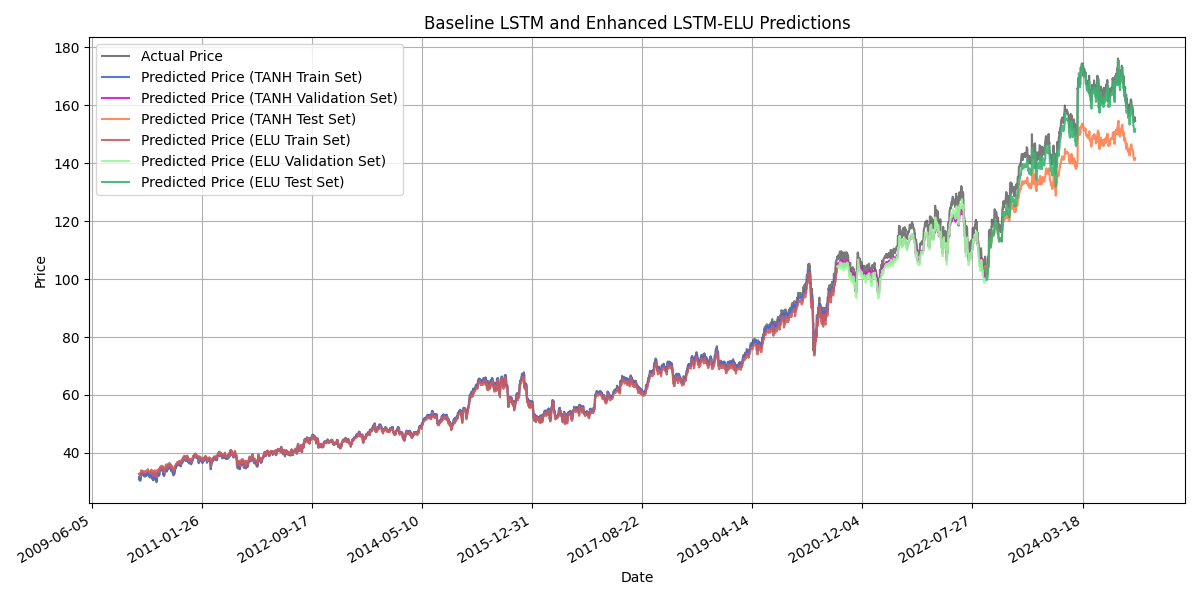 Baseline LSTM and Enhanced LSTM-ELU Predictions
Actual Price
Predicted Price (TANH Train Set)
Predicted Price (TANH Validation Set)
Predicted Price (TANH Test Set)
Predicted Price (ELU Train Set)
Predicted Price (ELU Validation Set)
Predicted Price (ELU Test Set)
180
160
140
120
100
80
60
40
Price
2009-06-05
2011-01-26
2012-09-17
2014-05-10
2015-12-31
2017-08-22
2019-04-14
2020-12-04
2022-07-27
2024-03-18
Date